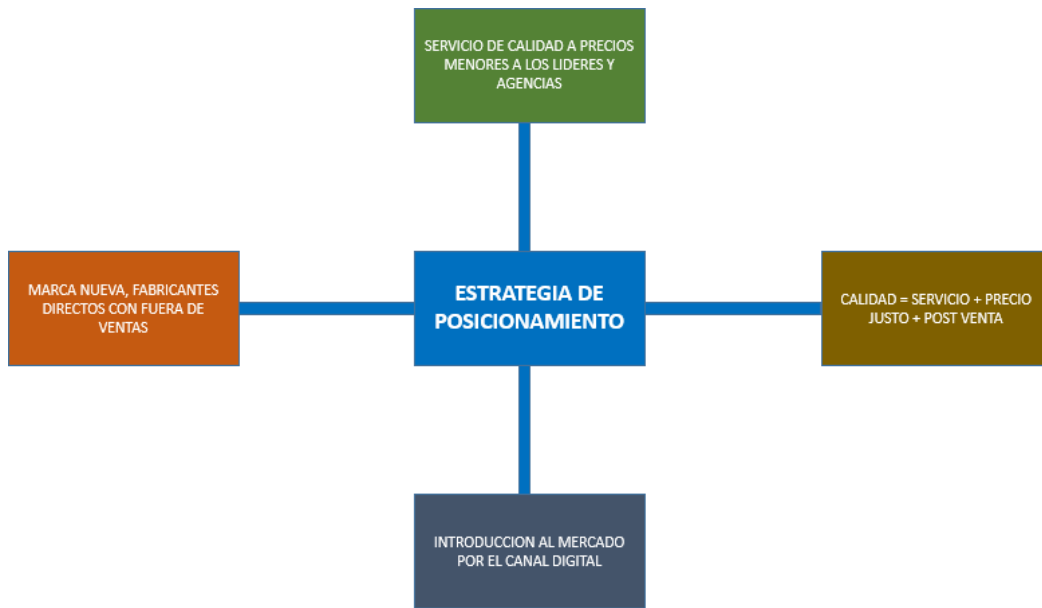 SERVICIO DE CALIDAD A PRECIOS
MENORES A LOS LIDERES Y
AGENCIAS
MARCA NUEVA, FABRICANTES
DIRECTOS CON FUERA DE
VENTAS
ESTRATEGIA DE
POSICIONAMIENTO
CALIDAD = SERVICIO + PRECIO
JUSTO + POST VENTA
INTRODUCCION AL MERCADO
POR EL CANAL DIGITAL